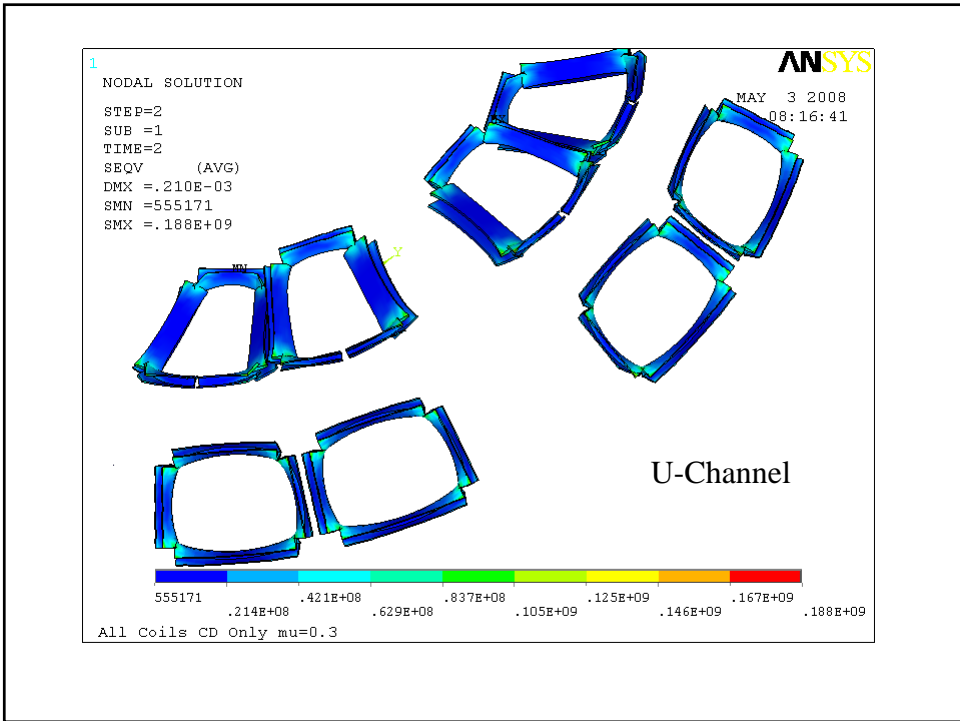 1
NODAL SOLUTION
STEP=2
SUB =1
TIME=2
SEQV (AVG)
DMX =.210E-03
SMN =555171
SMX =.188E+09
ANSYS
MAY 3 2008
08:16:41
MX
Y
MN
U-Channel
555171 .421E+08 .837E+08 .125E+09 .167E+09
.214E+08 .629E+08 .105E+09 .146E+09 .188E+09
All Coils CD Only mu=0.3